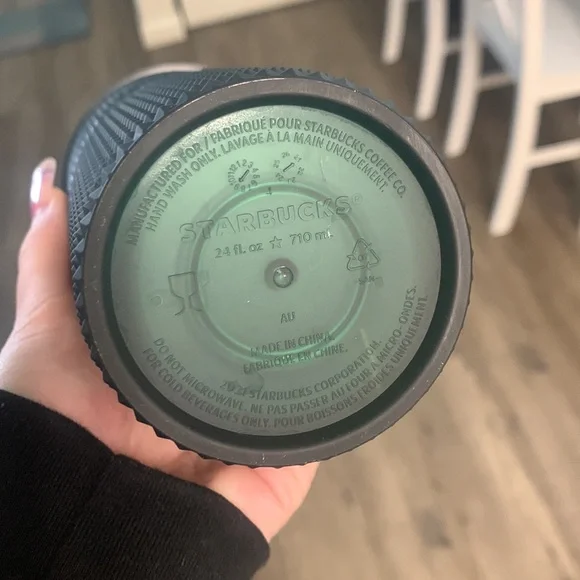 MANUFACTURED FOR / FABRIQUÉ POUR STARBUCKS COFFEE CO.
HAND WASH ONLY. LAVAGE À LA MAIN UNIQUEMENT.
STARBUCKS®
24 fl. oz ☆ 710 mL
AU
MADE IN CHINA.
FABRIQUÉ EN CHINE.
2021 STARBUCKS CORPORATION.
DO NOT MICROWAVE. NE PAS PASSER AU FOUR À MICRO-ONDES.
FOR COLD BEVERAGES ONLY. POUR BOISSONS FROIDES UNIQUEMENT.